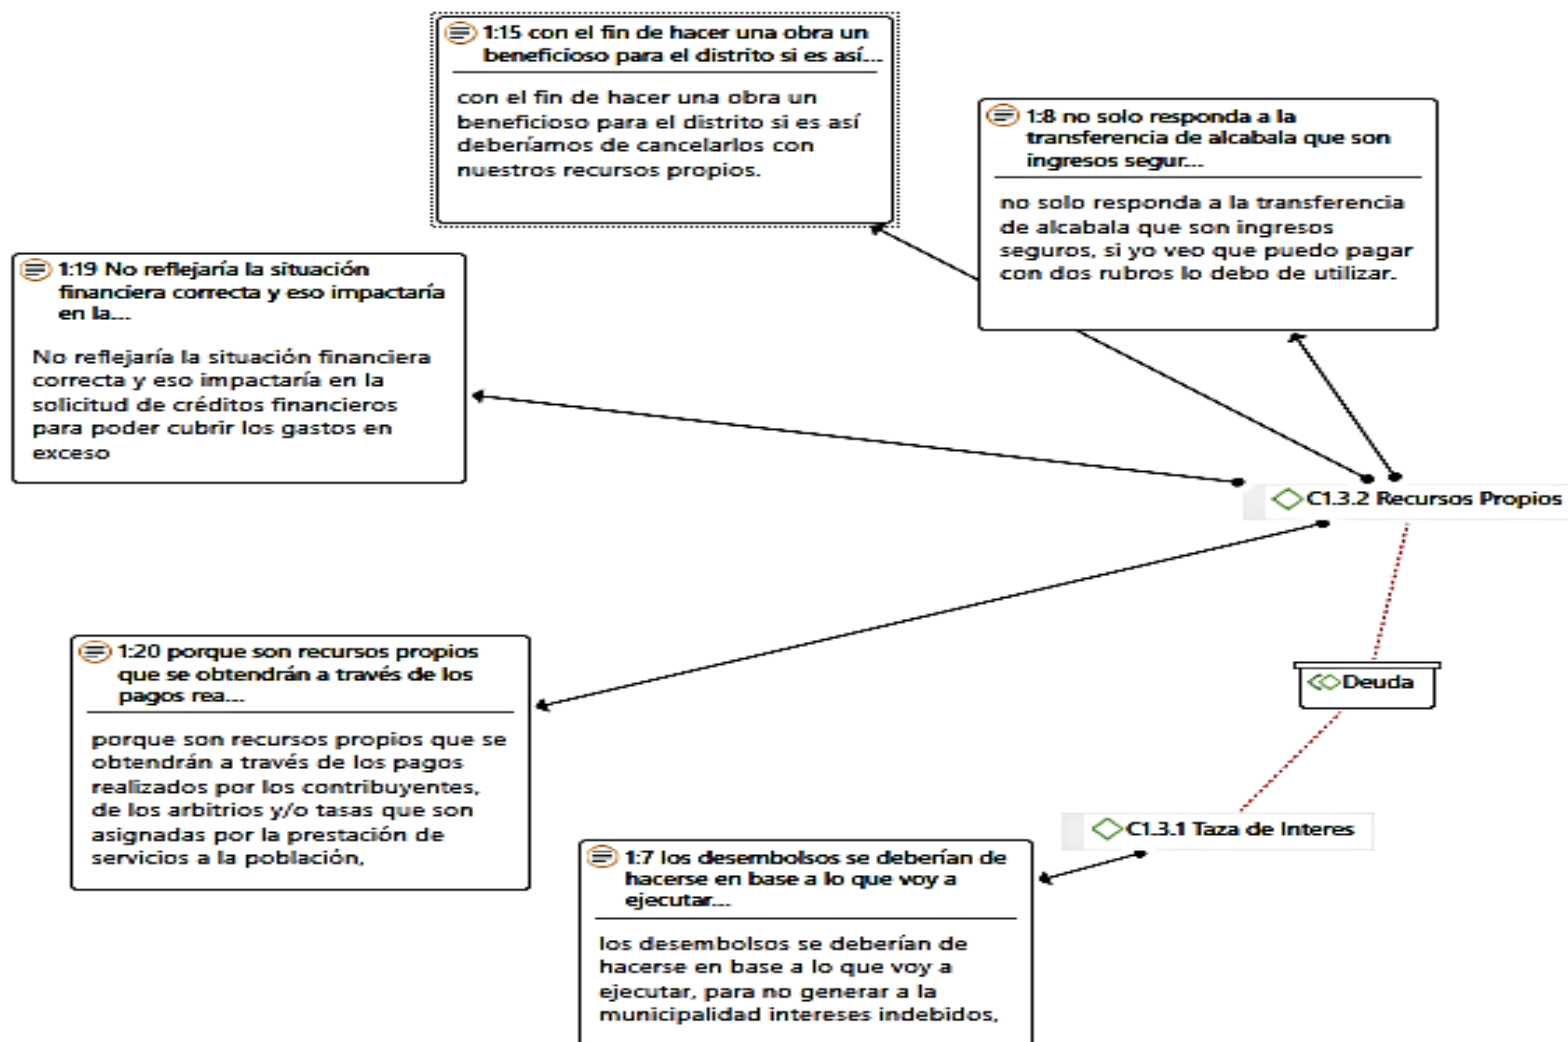 1:15 con el fin de hacer una obra un
beneficioso para el distrito si es así...
con el fin de hacer una obra un
beneficioso para el distrito si es así
deberíamos de cancelarlos con
nuestros recursos propios.
1:8 no solo responda a la
transferencia de alcabala que son
ingresos segur...
no solo responda a la transferencia
de alcabala que son ingresos
seguros, si yo veo que puedo pagar
con dos rubros lo debo de utilizar.
1:19 No reflejaría la situación
financiera correcta y eso impactaría
en la...
No reflejaría la situación financiera
correcta y eso impactaría en la
solicitud de créditos financieros
para poder cubrir los gastos en
exceso
C1.3.2 Recursos Propios
1:20 porque son recursos propios
que se obtendrán a través de los
pagos rea...
porque son recursos propios que se
obtendrán a través de los pagos
realizados por los contribuyentes,
de los arbitrios y/o tasas que son
asignadas por la prestación de
servicios a la población,
Deuda
C1.3.1 Taza de Interes
1:7 los desembolsos se deberían de
hacerse en base a lo que voy a
ejecutar...
los desembolsos se deberían de
hacerse en base a lo que voy a
ejecutar, para no generar a la
municipalidad intereses indebidos,